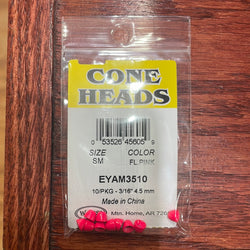 CONE
HEADS
0 53526 45605 9
SIZE COLOR
SM FL PINK
EYAM3510
10/PKG - 3/16" 4.5 mm
Made in China
Mtn. Home, AR 726